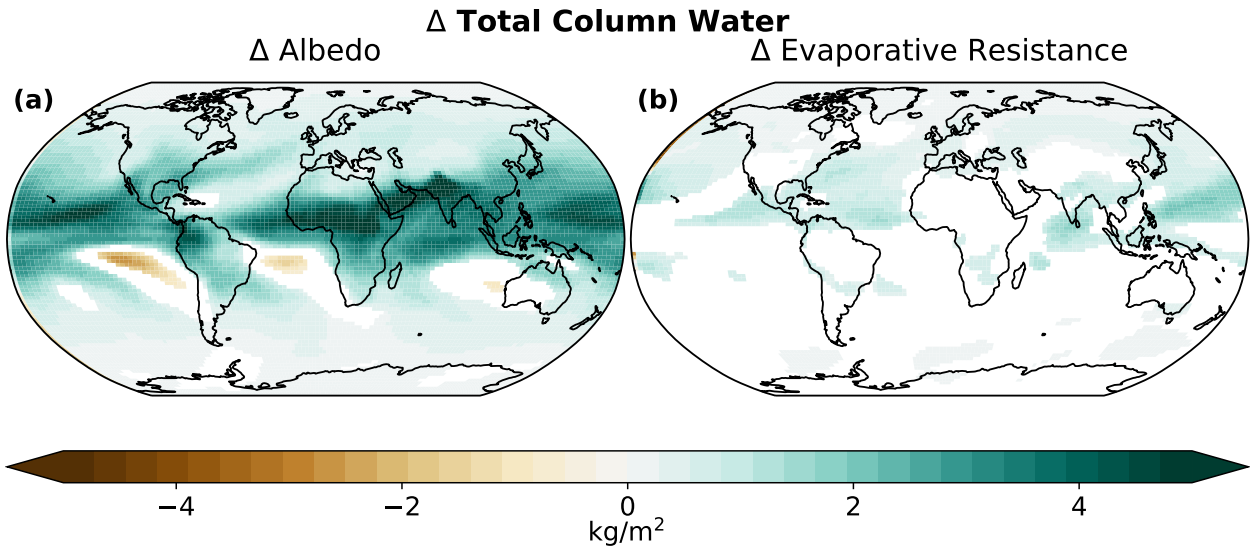 Δ Total Column Water
Δ Albedo
Δ Evaporative Resistance
(a)
(b)
−4
−2
0
2
4
kg/m²